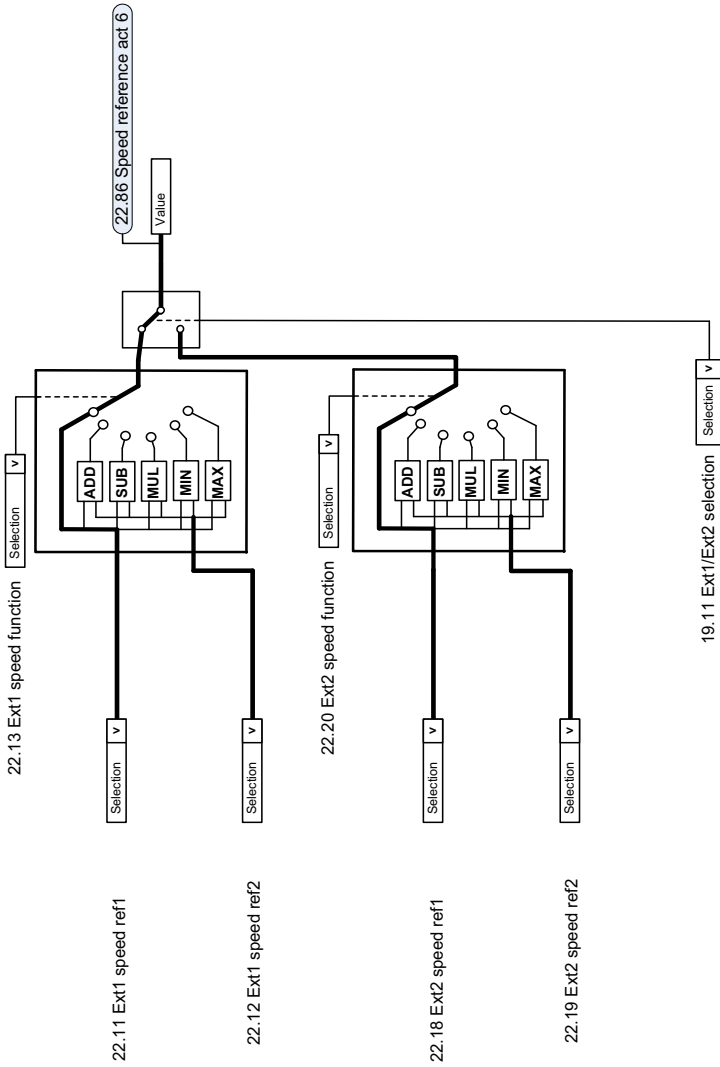 22.86 Speed reference act 6
Value
22.13 Ext1 speed function
Selection
v
ADD
SUB
MUL
MIN
MAX
22.11 Ext1 speed ref1
Selection
v
22.12 Ext1 speed ref2
Selection
v
22.20 Ext2 speed function
Selection
v
ADD
SUB
MUL
MIN
MAX
22.18 Ext2 speed ref1
Selection
v
22.19 Ext2 speed ref2
Selection
v
19.11 Ext1/Ext2 selection
Selection
v